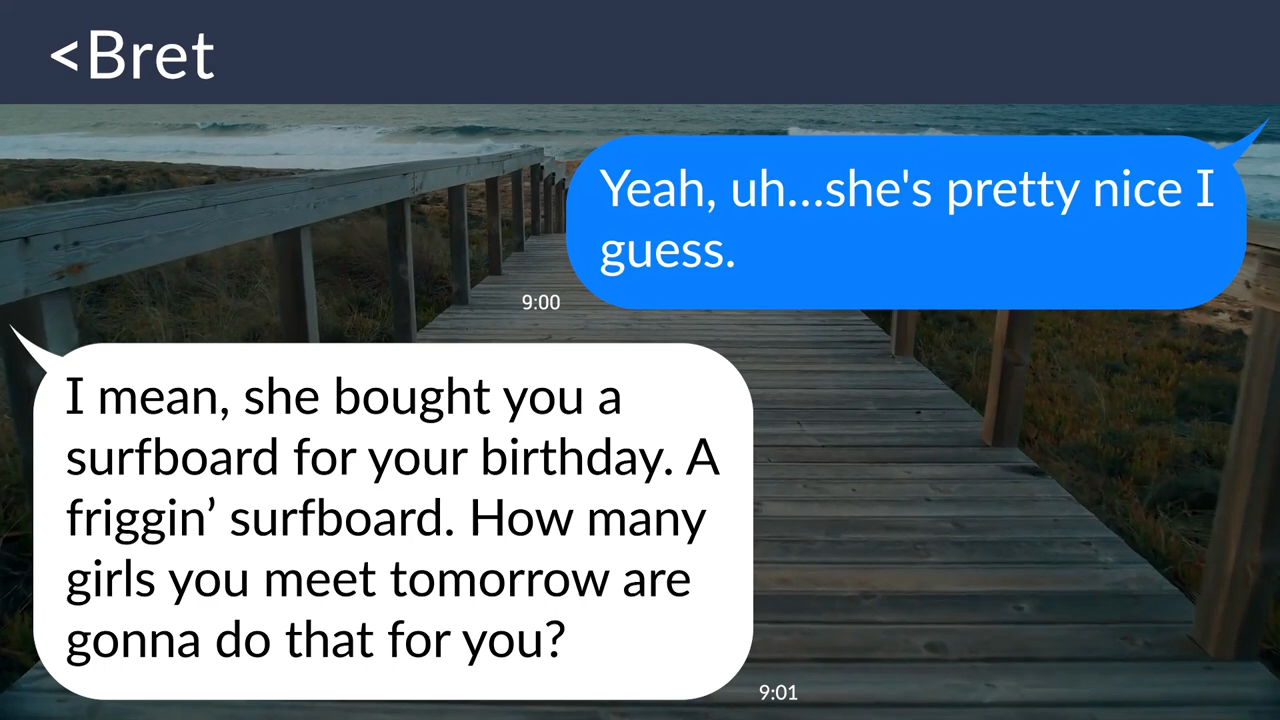 <Bret
Yeah, uh...she's pretty nice I
guess.
9:00
I mean, she bought you a
surfboard for your birthday. A
friggin’ surfboard. How many
girls you meet tomorrow are
gonna do that for you?
9:01